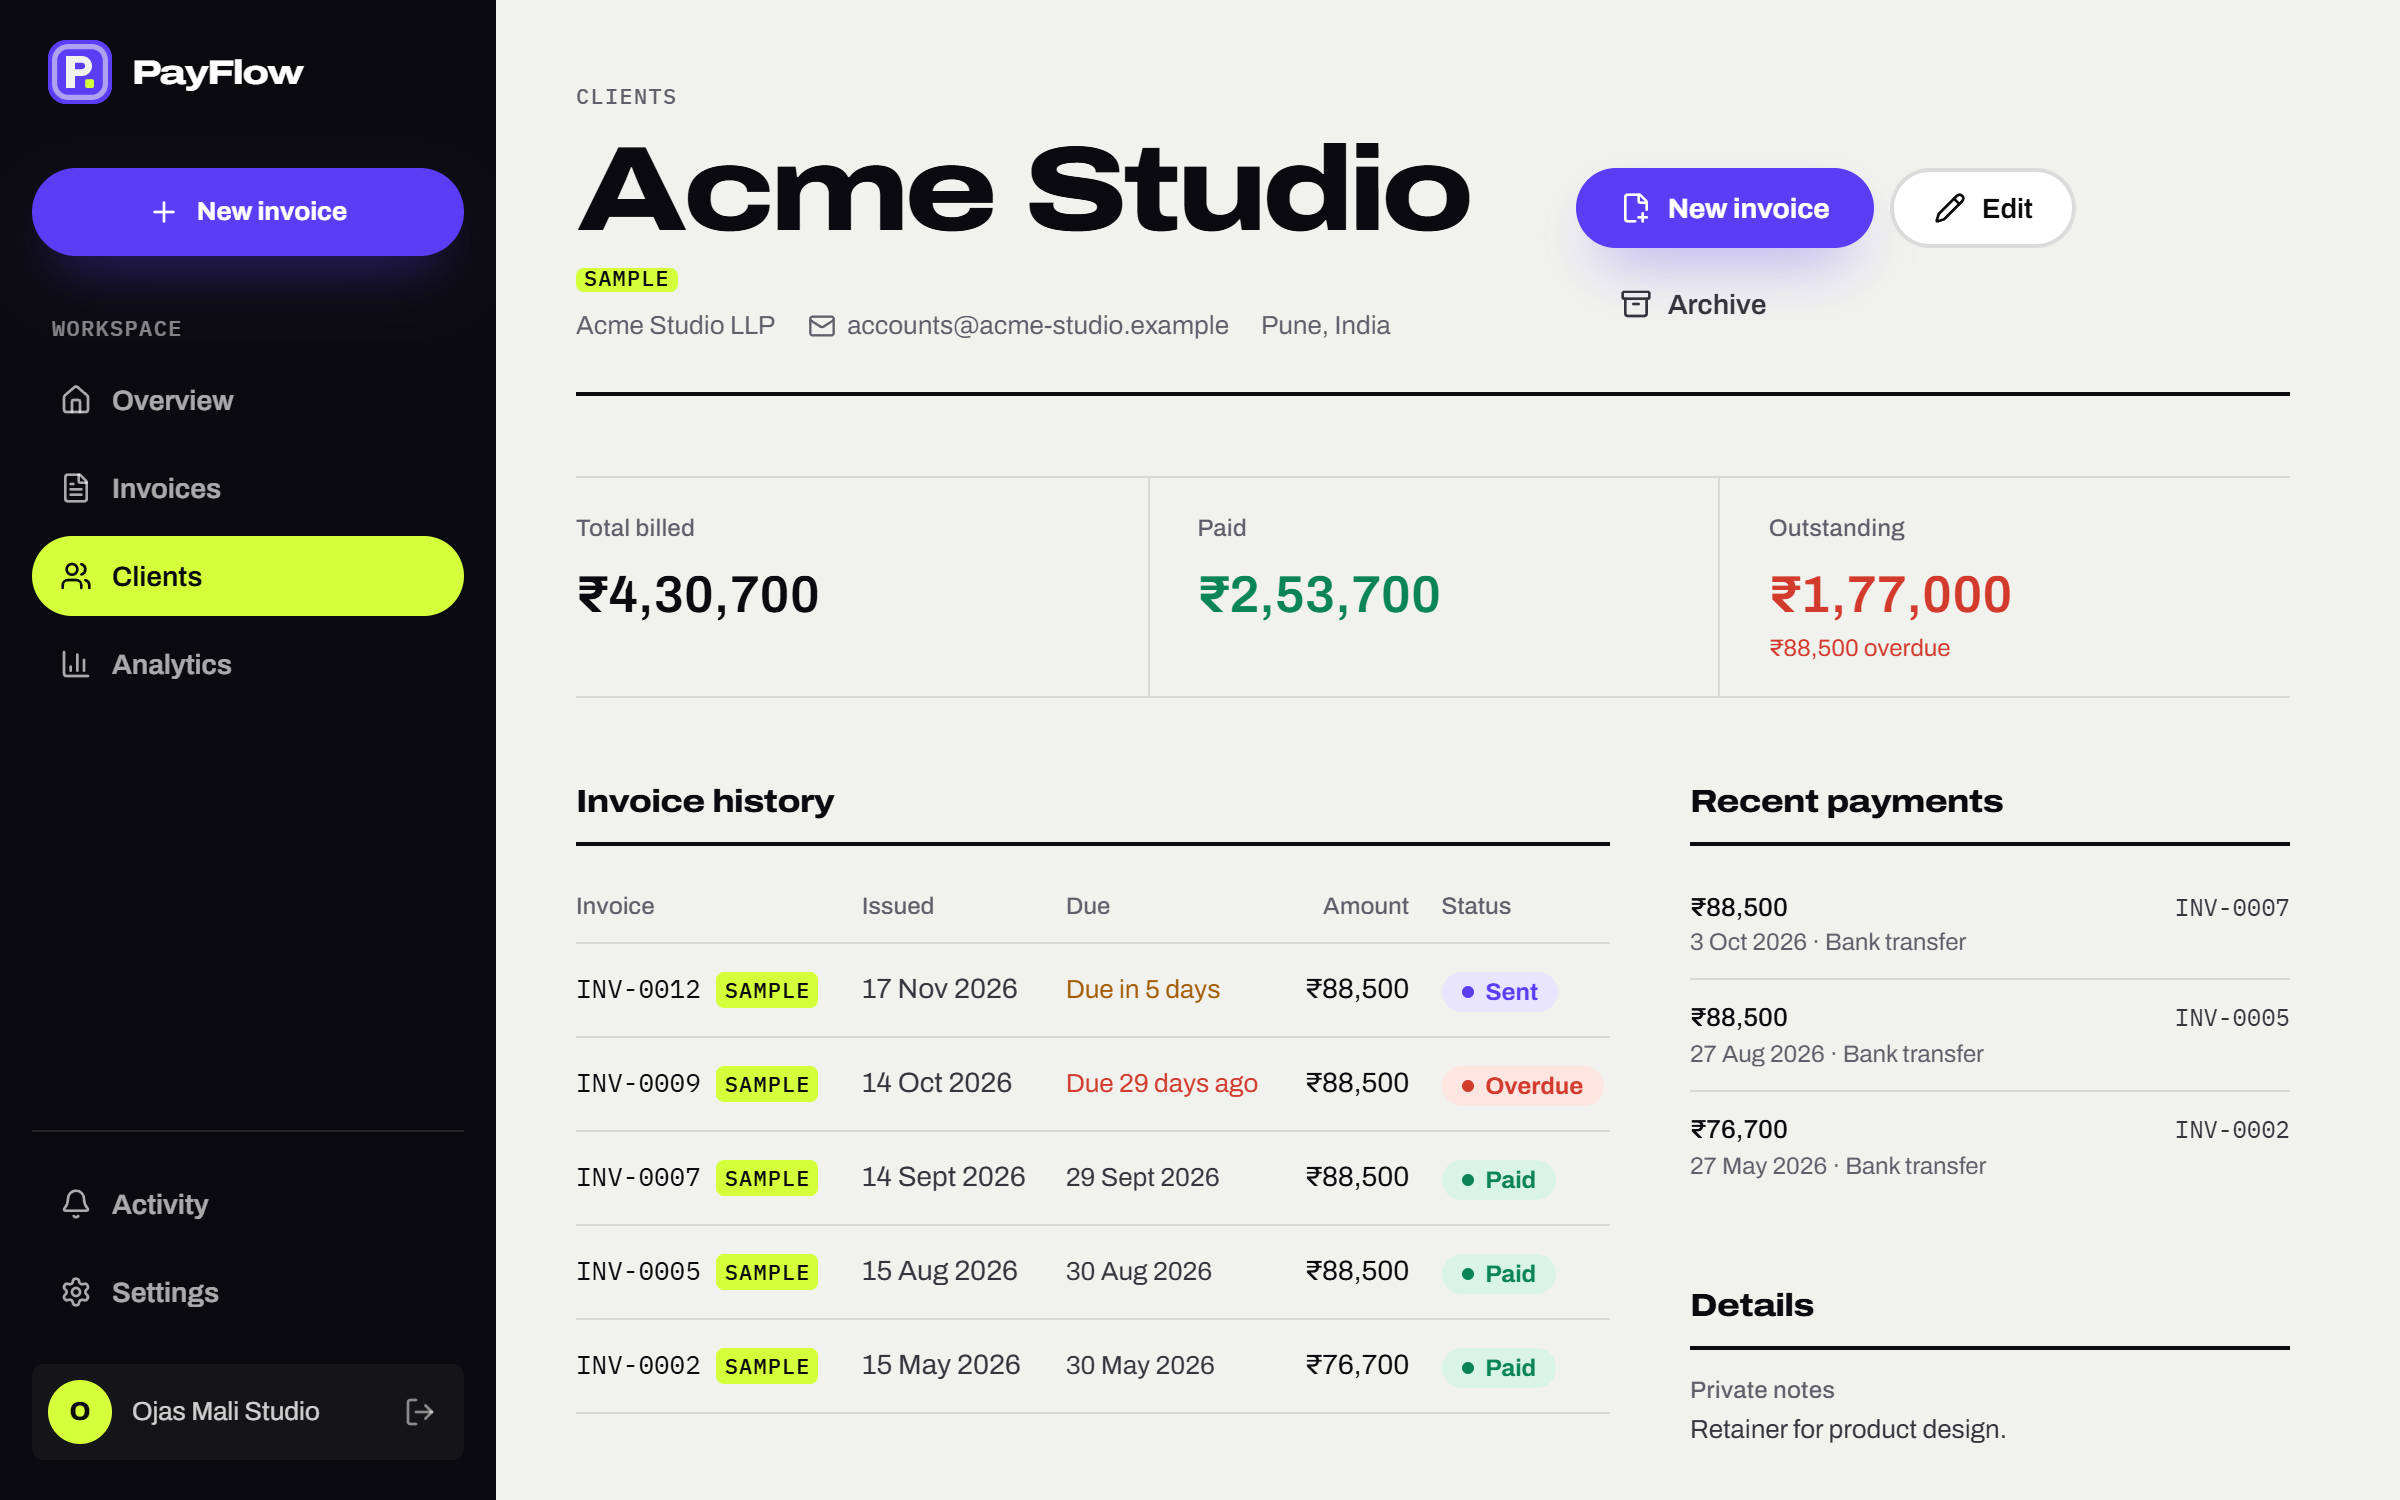 P.
PayFlow
New invoice
WORKSPACE
Overview
Invoices
Clients
Analytics
Activity
Settings
O
Ojas Mali Studio
CLIENTS
Acme Studio
SAMPLE
Acme Studio LLP accounts@acme-studio.example Pune, India
New invoice Edit
Archive
Total billed Paid Outstanding
₹4,30,700 ₹2,53,700 ₹1,77,000
₹88,500 overdue
Invoice history
Invoice Issued Due Amount Status
INV-0012 SAMPLE 17 Nov 2026 Due in 5 days ₹88,500 Sent
INV-0009 SAMPLE 14 Oct 2026 Due 29 days ago ₹88,500 Overdue
INV-0007 SAMPLE 14 Sept 2026 29 Sept 2026 ₹88,500 Paid
INV-0005 SAMPLE 15 Aug 2026 30 Aug 2026 ₹88,500 Paid
INV-0002 SAMPLE 15 May 2026 30 May 2026 ₹76,700 Paid
Recent payments
₹88,500 INV-0007
3 Oct 2026 · Bank transfer
₹88,500 INV-0005
27 Aug 2026 · Bank transfer
₹76,700 INV-0002
27 May 2026 · Bank transfer
Details
Private notes
Retainer for product design.